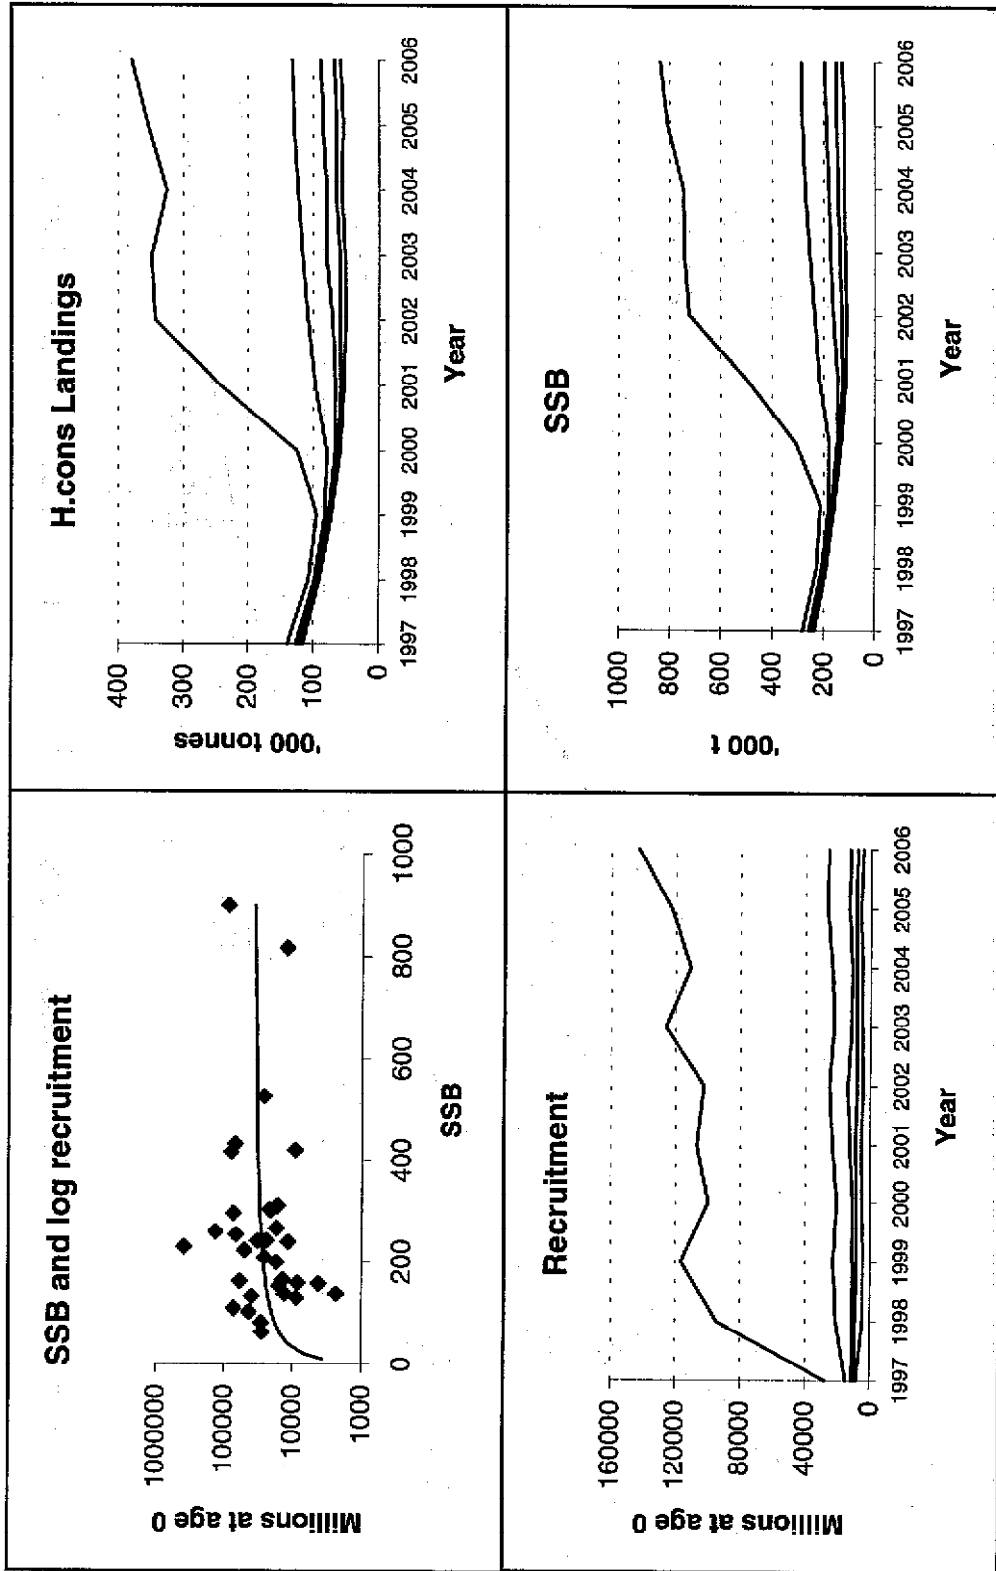 SSB and log recruitment
Millions at age 0
1000000
100000
10000
1000
0
200
400
600
800
1000
SSB
H.cons Landings
'000 tonnes
400
300
200
100
0
1997 1998 1999 2000 2001 2002 2003 2004 2005 2006
Year
Recruitment
Millions at age 0
160000
120000
80000
40000
0
1997 1998 1999 2000 2001 2002 2003 2004 2005 2006
Year
SSB
'000 t
1000
800
600
400
200
0
1997 1998 1999 2000 2001 2002 2003 2004 2005 2006
Year